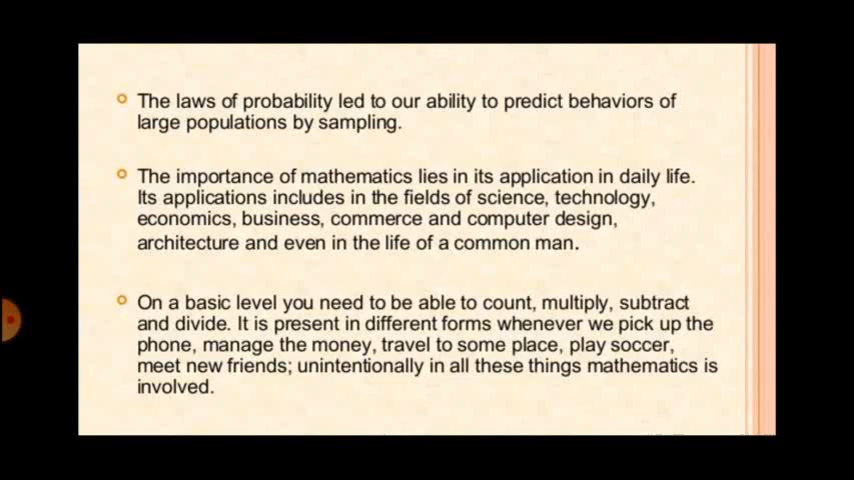 The laws of probability led to our ability to predict behaviors of
large populations by sampling.
The importance of mathematics lies in its application in daily life.
Its applications includes in the fields of science, technology,
economics, business, commerce and computer design,
architecture and even in the life of a common man.
On a basic level you need to be able to count, multiply, subtract
and divide. It is present in different forms whenever we pick up the
phone, manage the money, travel to some place, play soccer,
meet new friends; unintentionally in all these things mathematics is
involved.